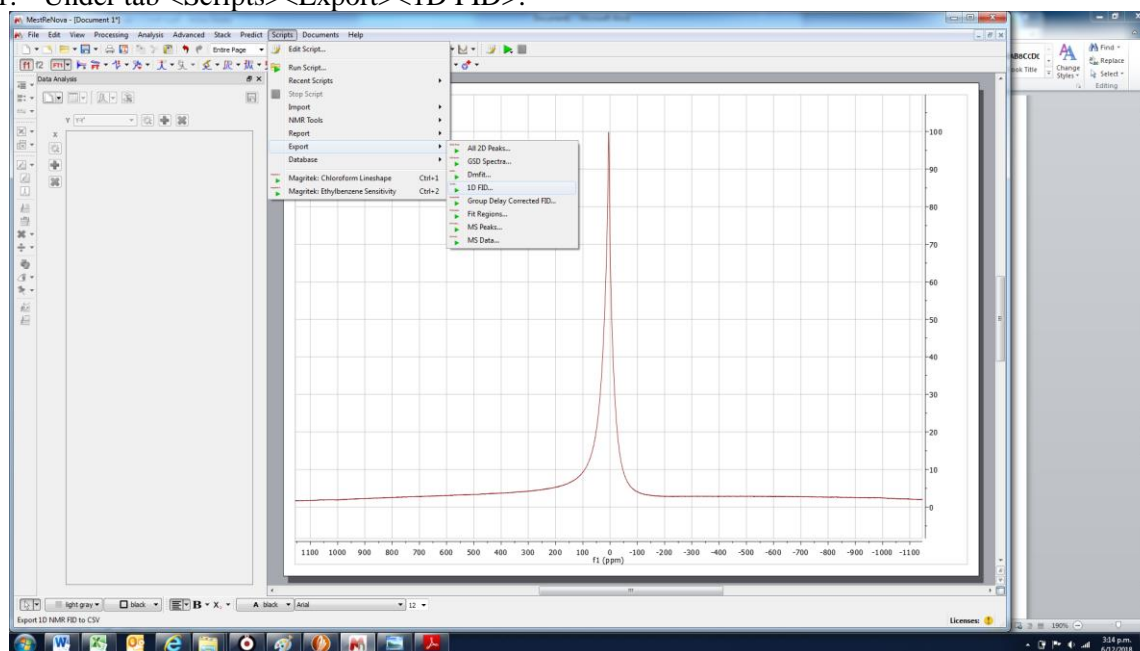 Under tab <Scripts><Export><1D FID>.
MestReNova - [Document 1*]
File Edit View Processing Analysis Advanced Stack Predict Scripts Documents Help
Entire Page
Edit Script...
Run Script...
Recent Scripts
Stop Script
Import
NMR Tools
Report
Export
Database
Magritek: Chloroform Lineshape Ctrl+1
Magritek: Ethylbenzene Sensitivity Ctrl+2
All 2D Peaks...
GSD Spectra...
Dmfit...
1D FID...
Group Delay Corrected FID...
Fit Regions...
MS Peaks...
MS Data...
Data Analysis
Y
X
100
90
80
70
60
50
40
30
20
10
0
1100 1000 900 800 700 600 500 400 300 200 100 0 -100 -200 -300 -400 -500 -600 -700 -800 -900 -1000 -1100
f1 (ppm)
light gray black B X, A black Arial 12
Export 1D NMR FID to CSV
Licenses:
Find
Replace
Select
Editing
Change
Styles
Title
190%
3:14 p.m.
6/12/2018